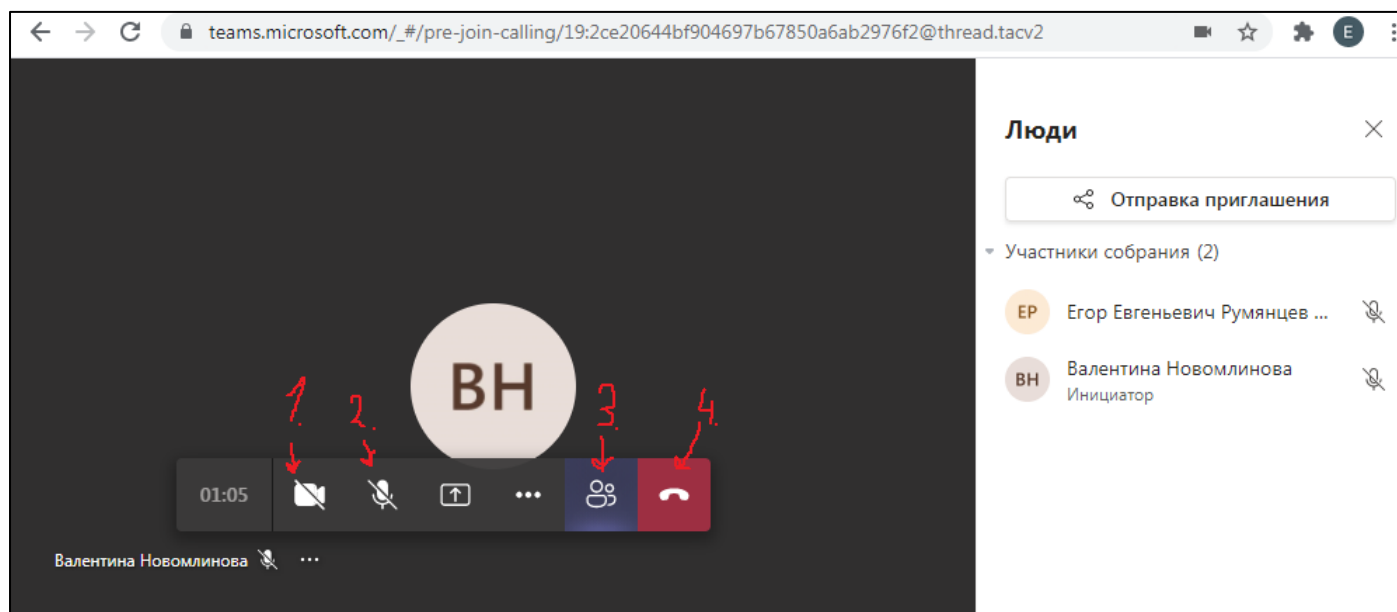 teams.microsoft.com/_#/pre-join-calling/19:2ce20644bf904697b67850a6ab2976f2@thread.tacv2
E
Люди
Отправка приглашения
Участники собрания (2)
ЕР
Егор Евгеньевич Румянцев ...
ВН
Валентина Новомлинова
Инициатор
ВН
1. 2. 3. 4.
01:05
Валентина Новомлинова